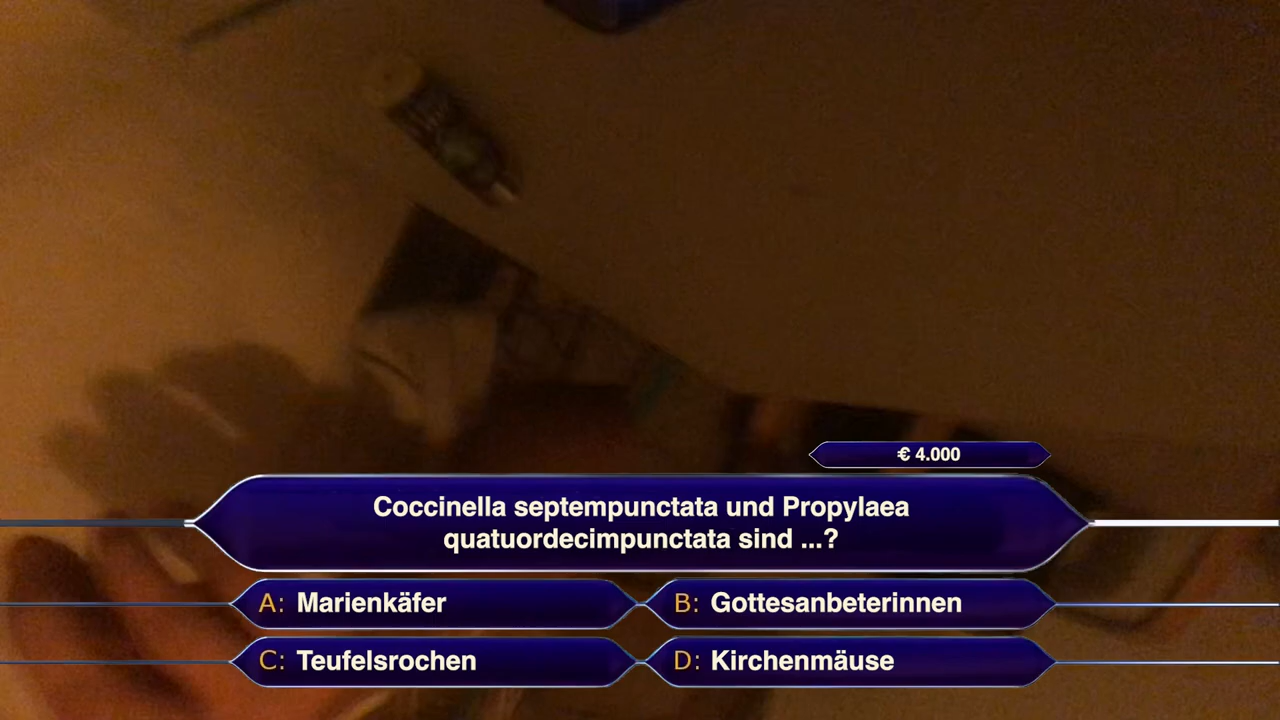 € 4.000
Coccinella septempunctata und Propylaea
quatuordecimpunctata sind ...?
A: Marienkäfer
B: Gottesanbeterinnen
C: Teufelsrochen
D: Kirchenmäuse